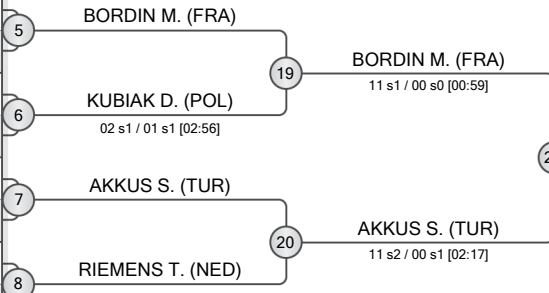 BORDIN M. (FRA)
5
19
BORDIN M. (FRA)
11 s1 / 00 s0 [00:59]
KUBIAK D. (POL)
6
02 s1 / 01 s1 [02:56]
AKKUS S. (TUR)
7
20
AKKUS S. (TUR)
11 s2 / 00 s1 [02:17]
RIEMENS T. (NED)
8